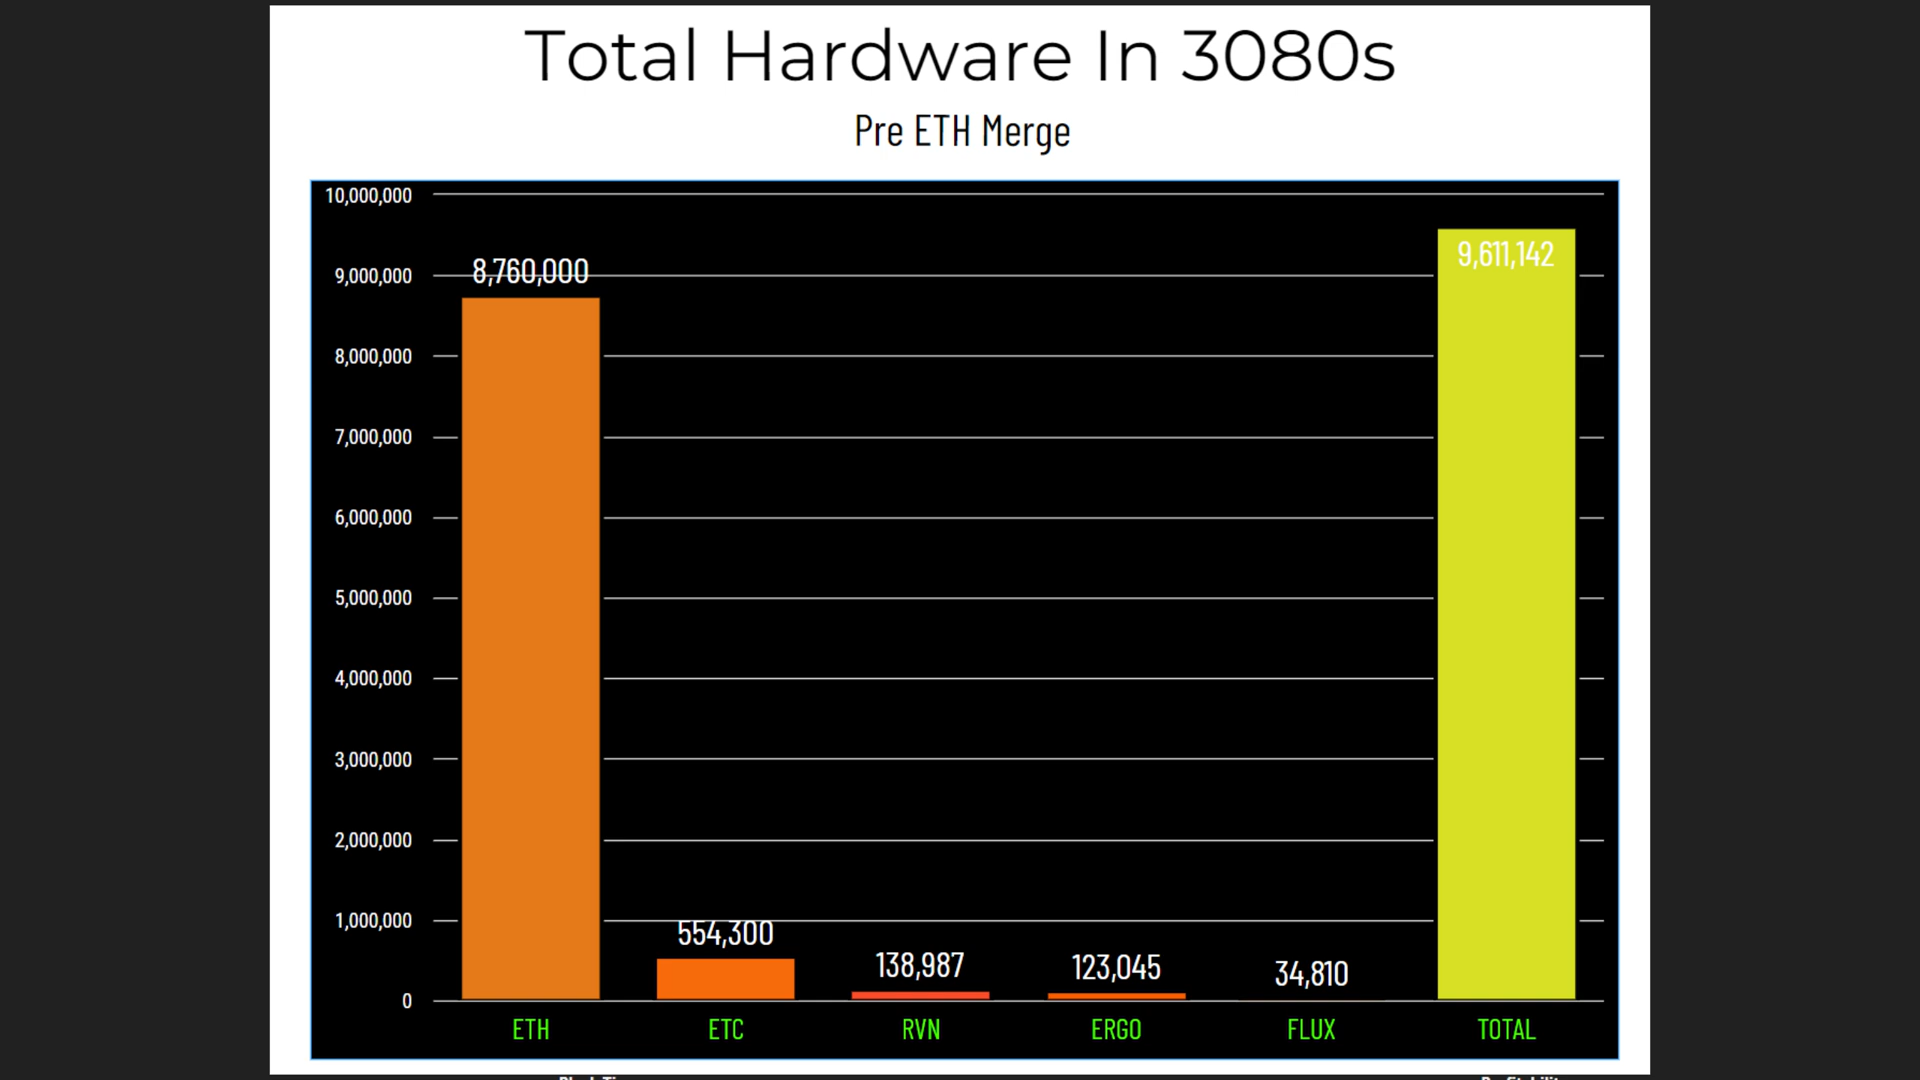 Total Hardware In 3080s
Pre ETH Merge
10,000,000
9,000,000
8,000,000
7,000,000
6,000,000
5,000,000
4,000,000
3,000,000
2,000,000
1,000,000
0
8,760,000
554,300
138,987
123,045
34,810
9,611,142
ETH
ETC
RVN
ERGO
FLUX
TOTAL